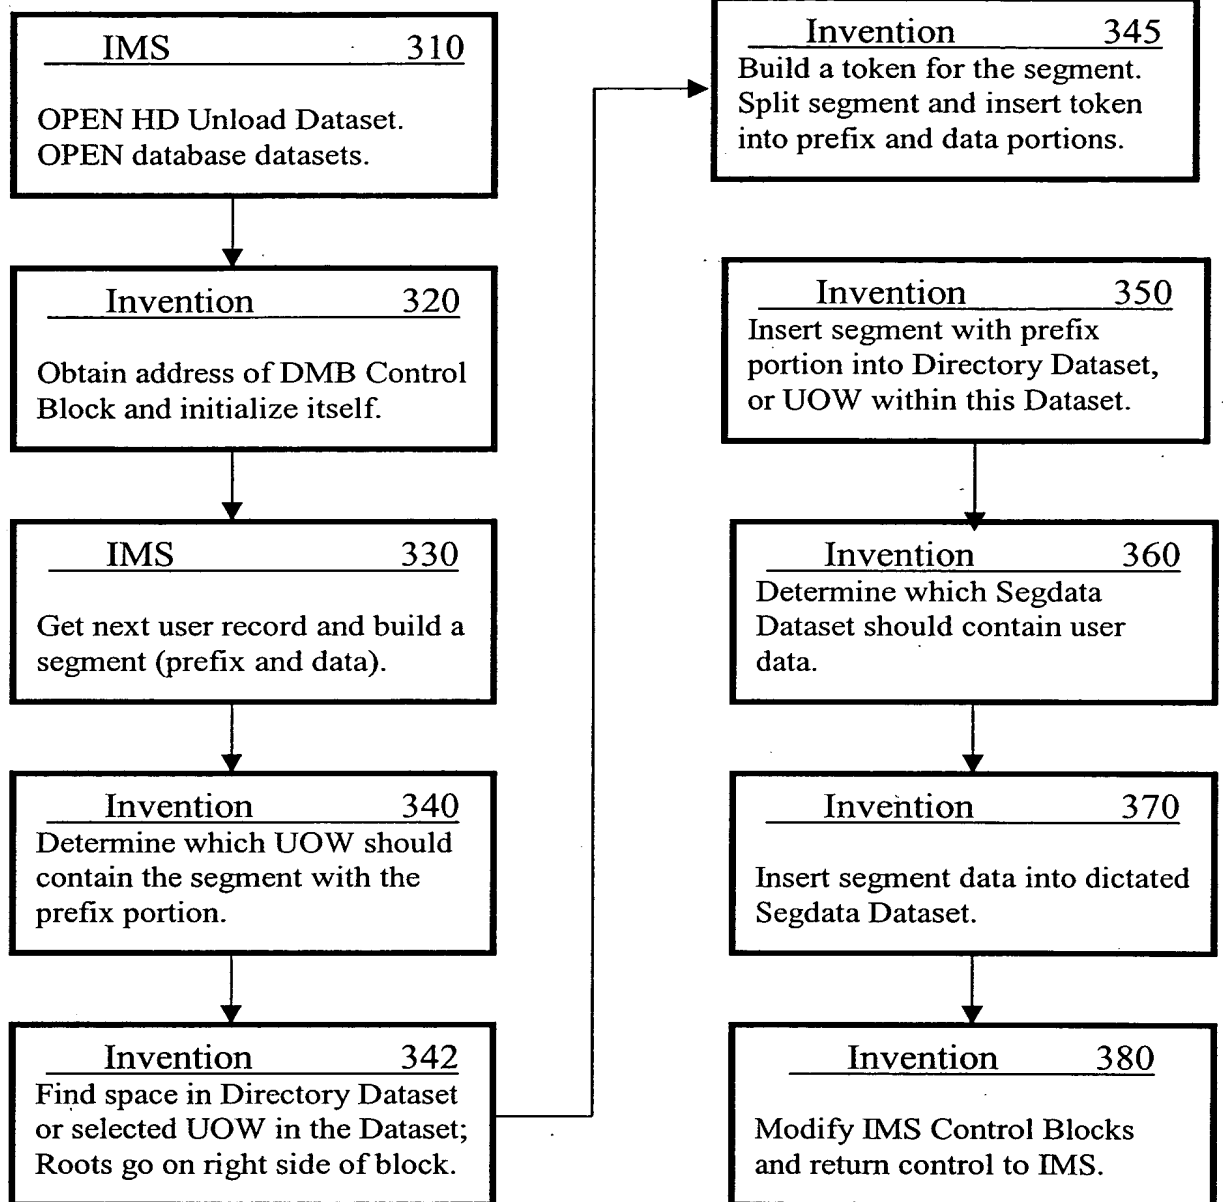 IMS 310
OPEN HD Unload Dataset.
OPEN database datasets.
Invention 320
Obtain address of DMB Control
Block and initialize itself.
IMS 330
Get next user record and build a
segment (prefix and data).
Invention 340
Determine which UOW should
contain the segment with the
prefix portion.
Invention 342
Find space in Directory Dataset
or selected UOW in the Dataset;
Roots go on right side of block.
Invention 345
Build a token for the segment.
Split segment and insert token
into prefix and data portions.
Invention 350
Insert segment with prefix
portion into Directory Dataset,
or UOW within this Dataset.
Invention 360
Determine which Segdata
Dataset should contain user
data.
Invention 370
Insert segment data into dictated
Segdata Dataset.
Invention 380
Modify IMS Control Blocks
and return control to IMS.